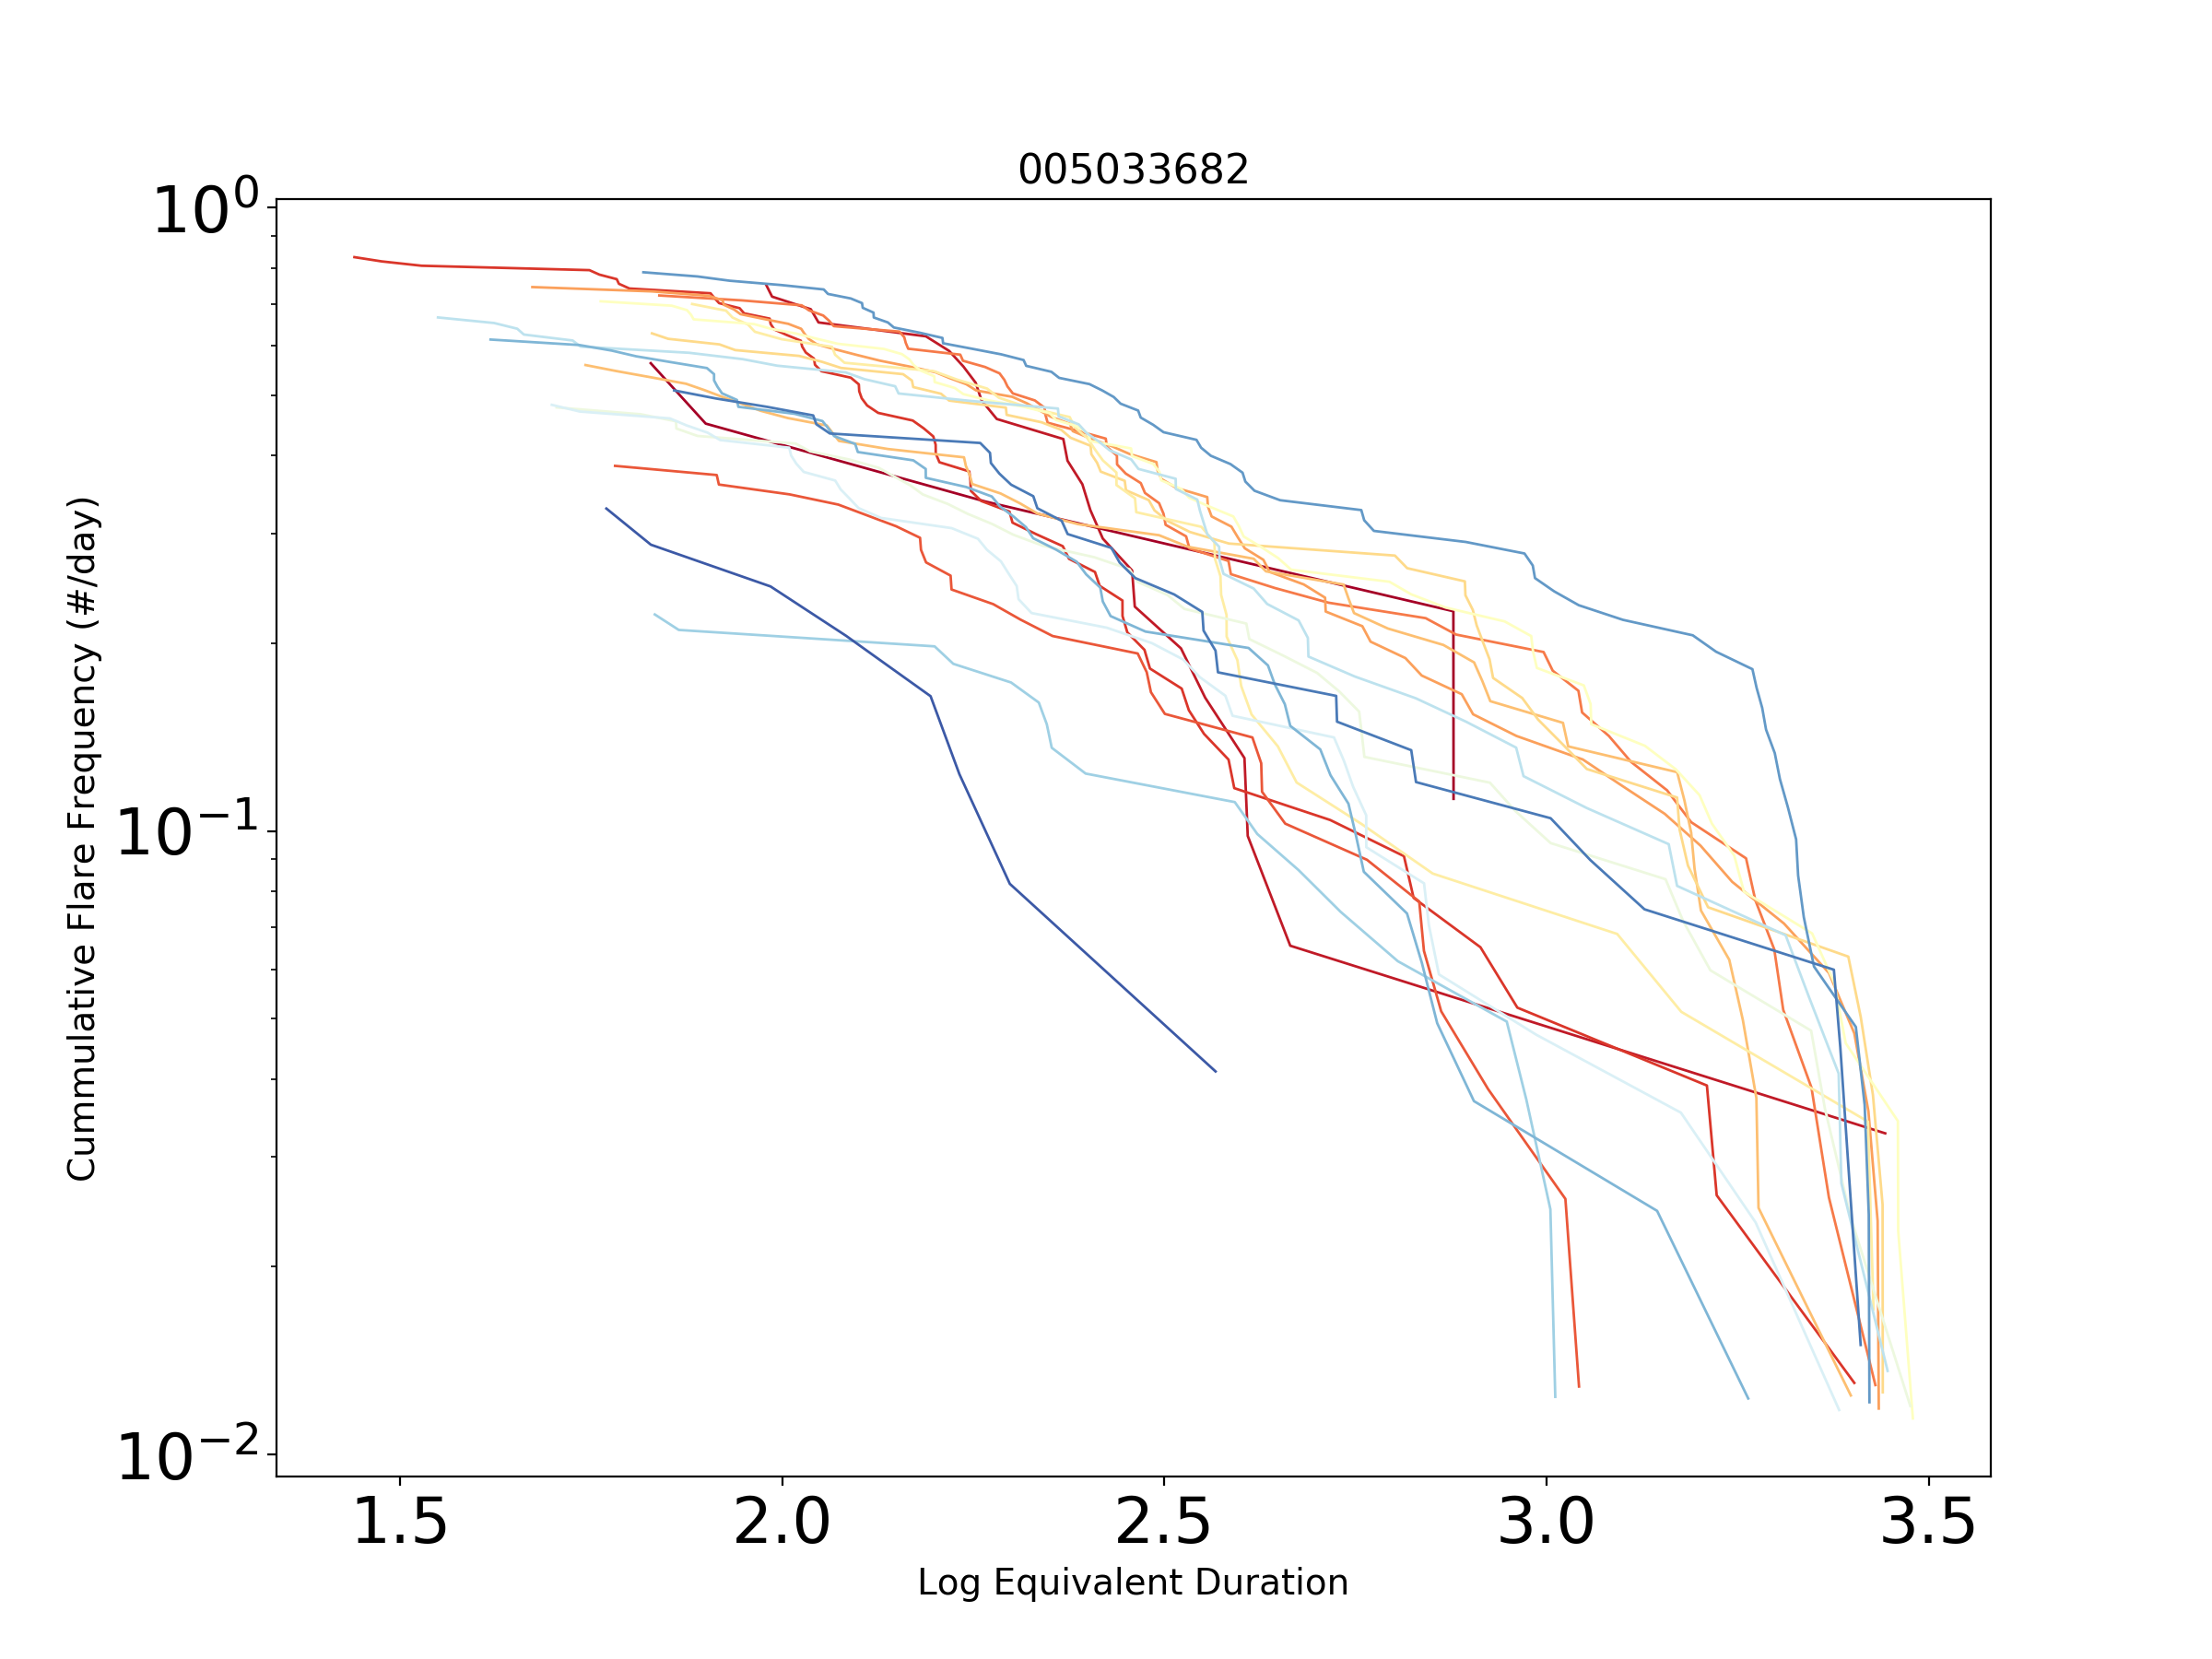 005033682
10^0
10^−1
10^−2
Cummulative Flare Frequency (#/day)
1.5 2.0 2.5 3.0 3.5
Log Equivalent Duration